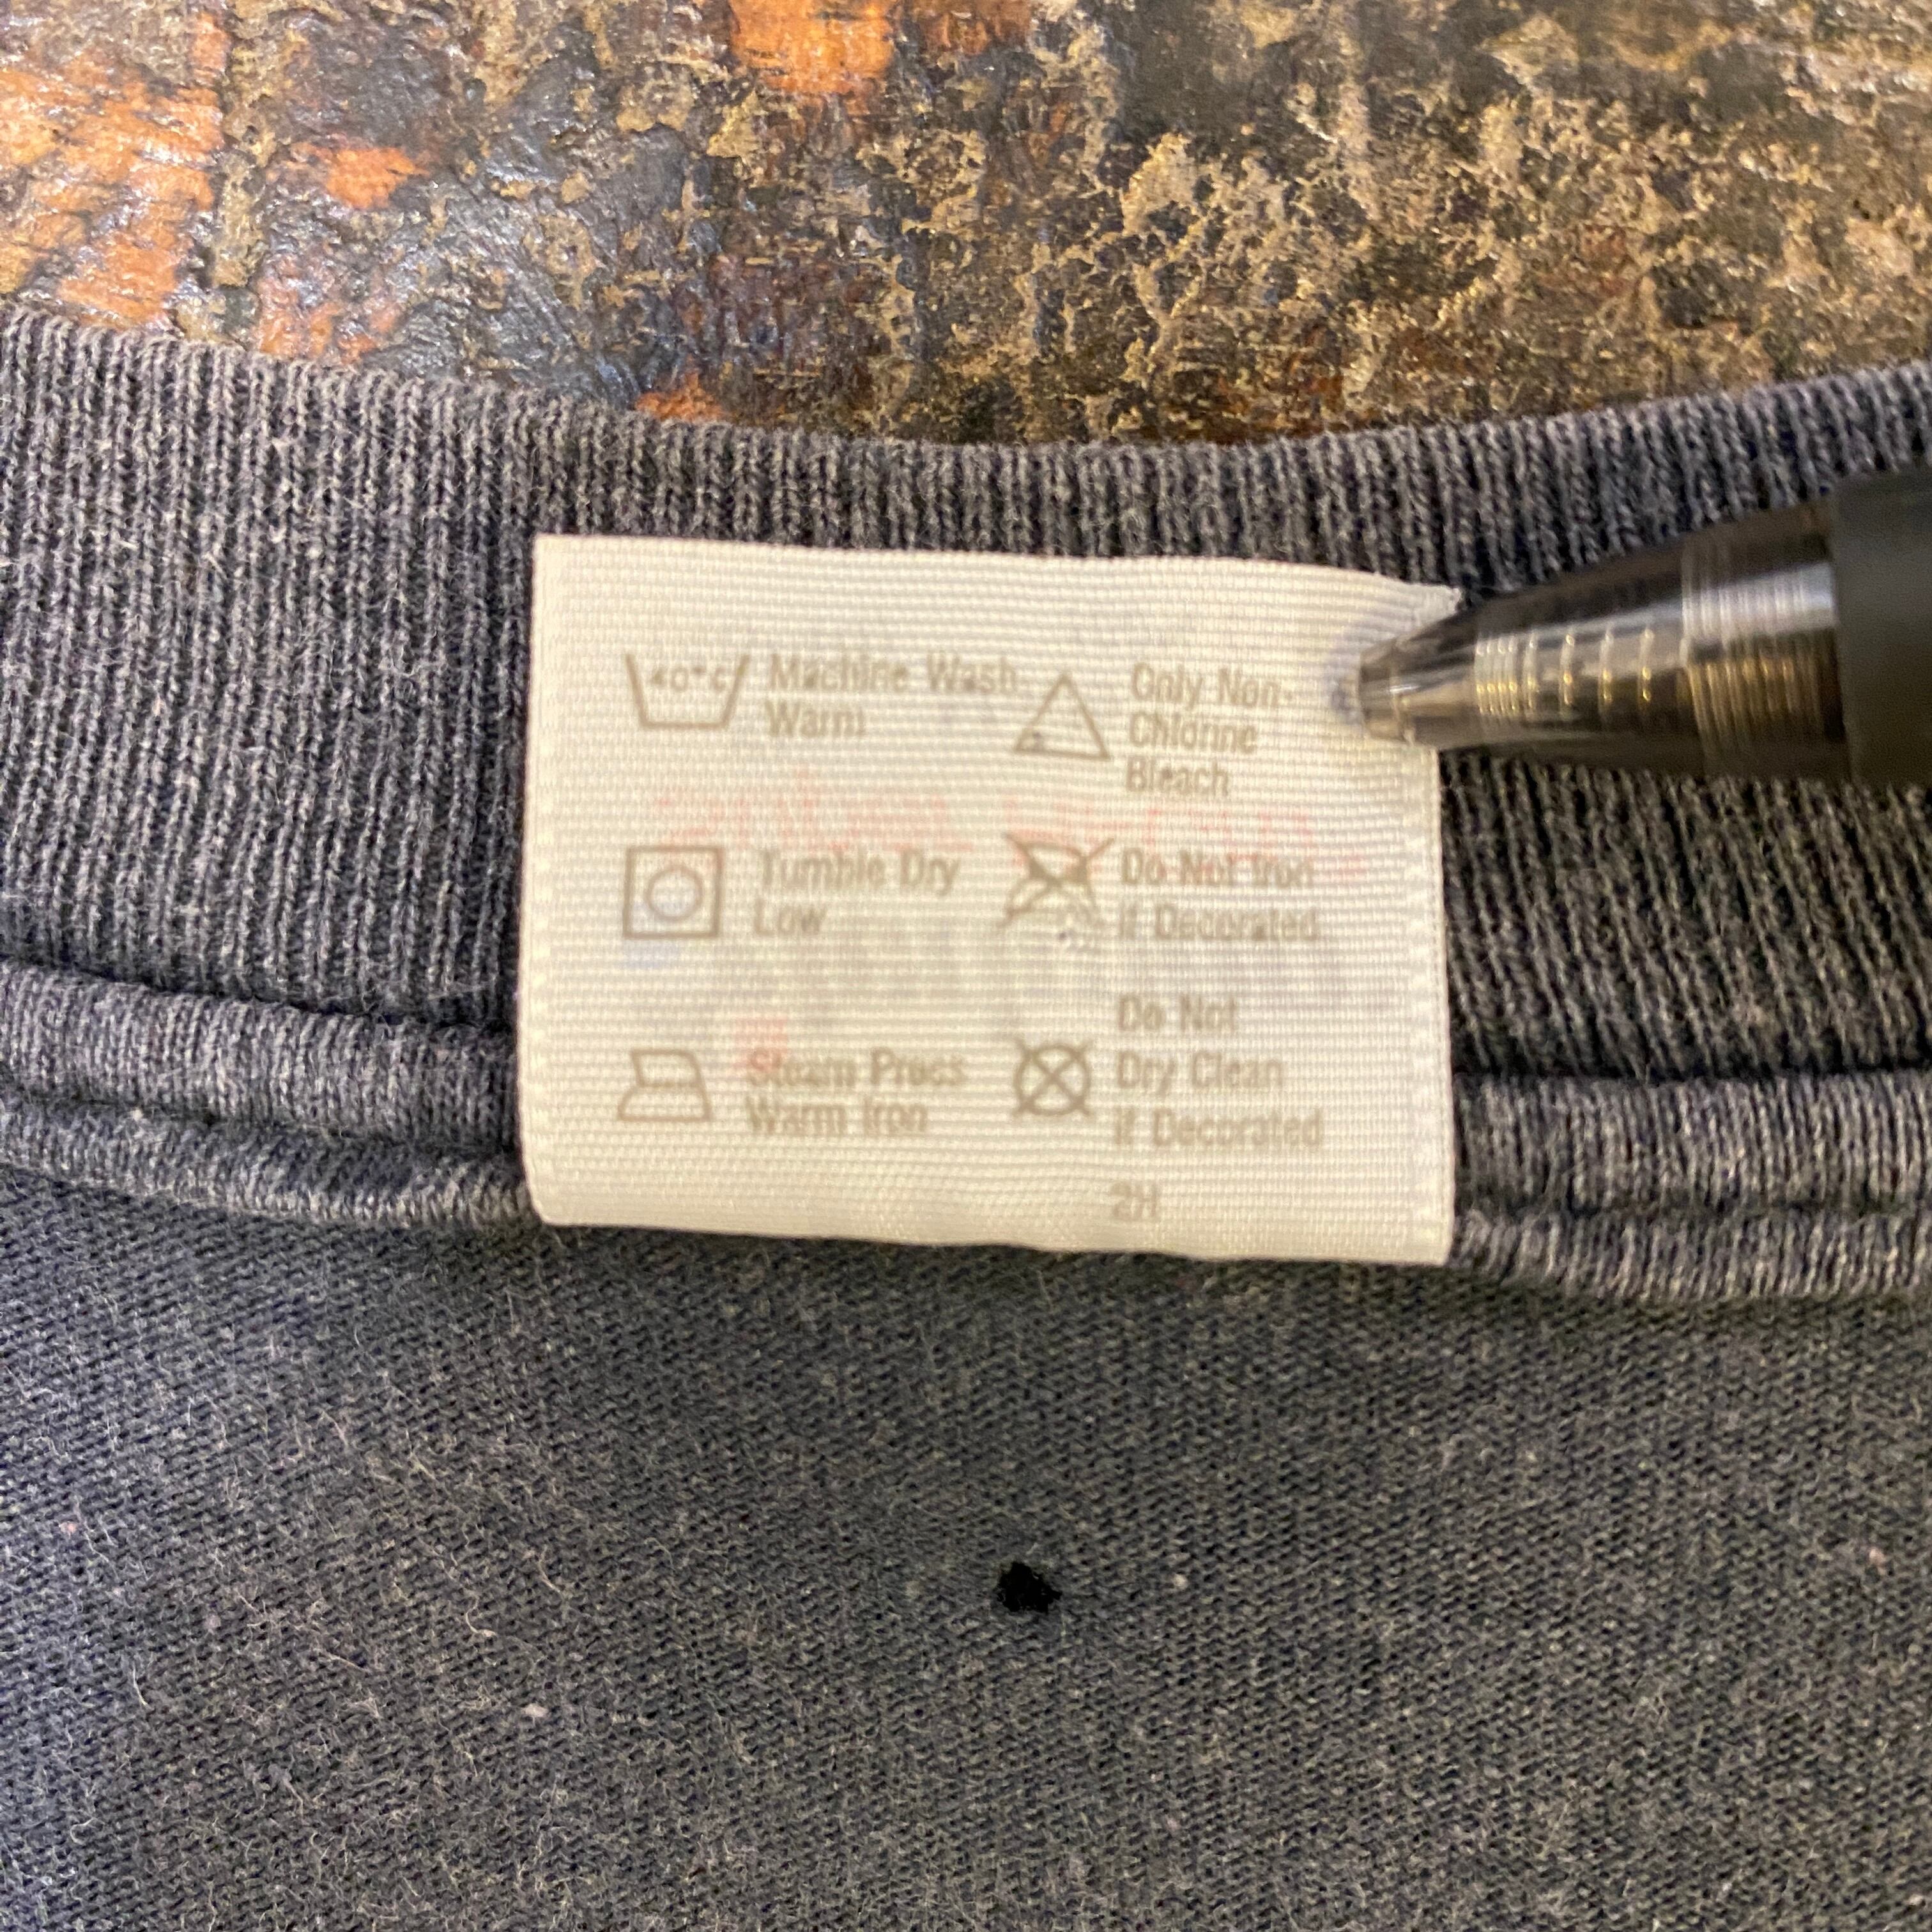 40°C
Machine Wash
Warm
Only Non-
Chlorine
Bleach
Tumble Dry
Low
Do Not Iron
if Decorated
Steam Press
Warm Iron
Do Not
Dry Clean
if Decorated
2H